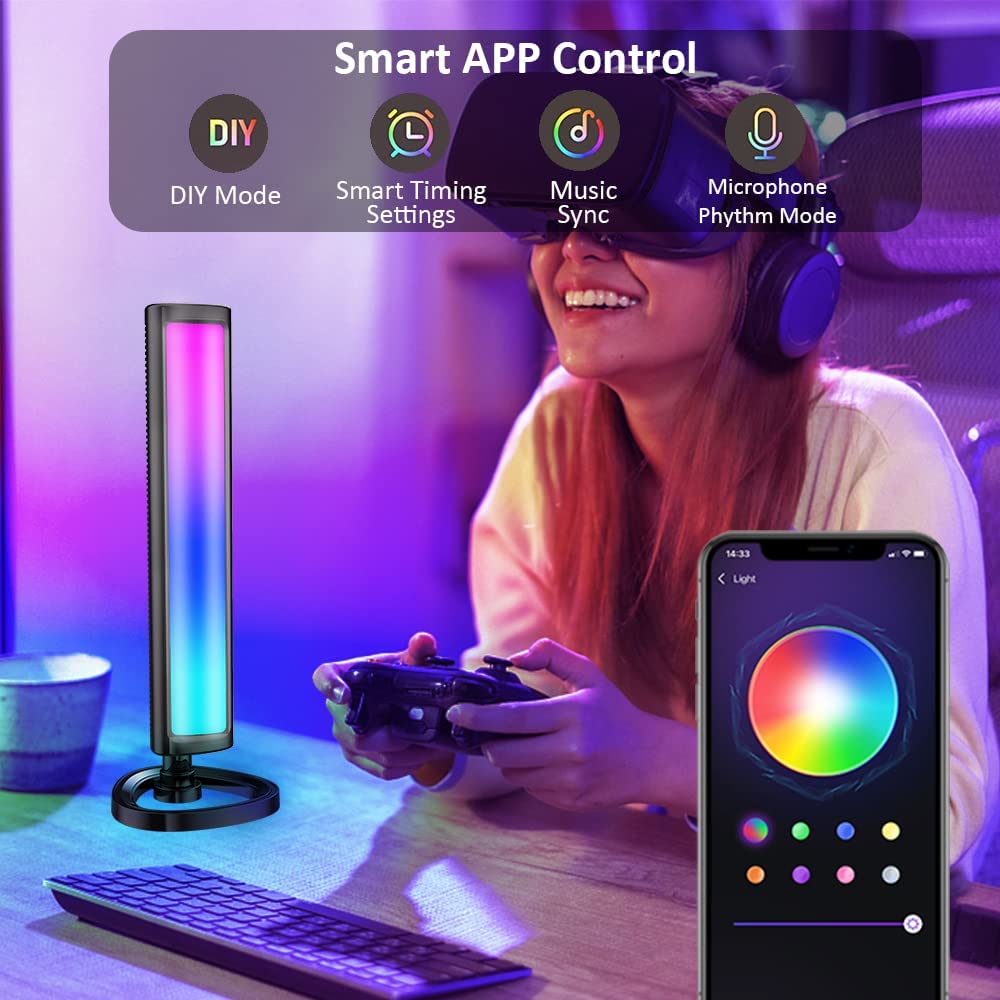 Smart APP Control
DIY
DIY Mode
Smart Timing
Settings
Music
Sync
Microphone
Phythm Mode
14:33
Light